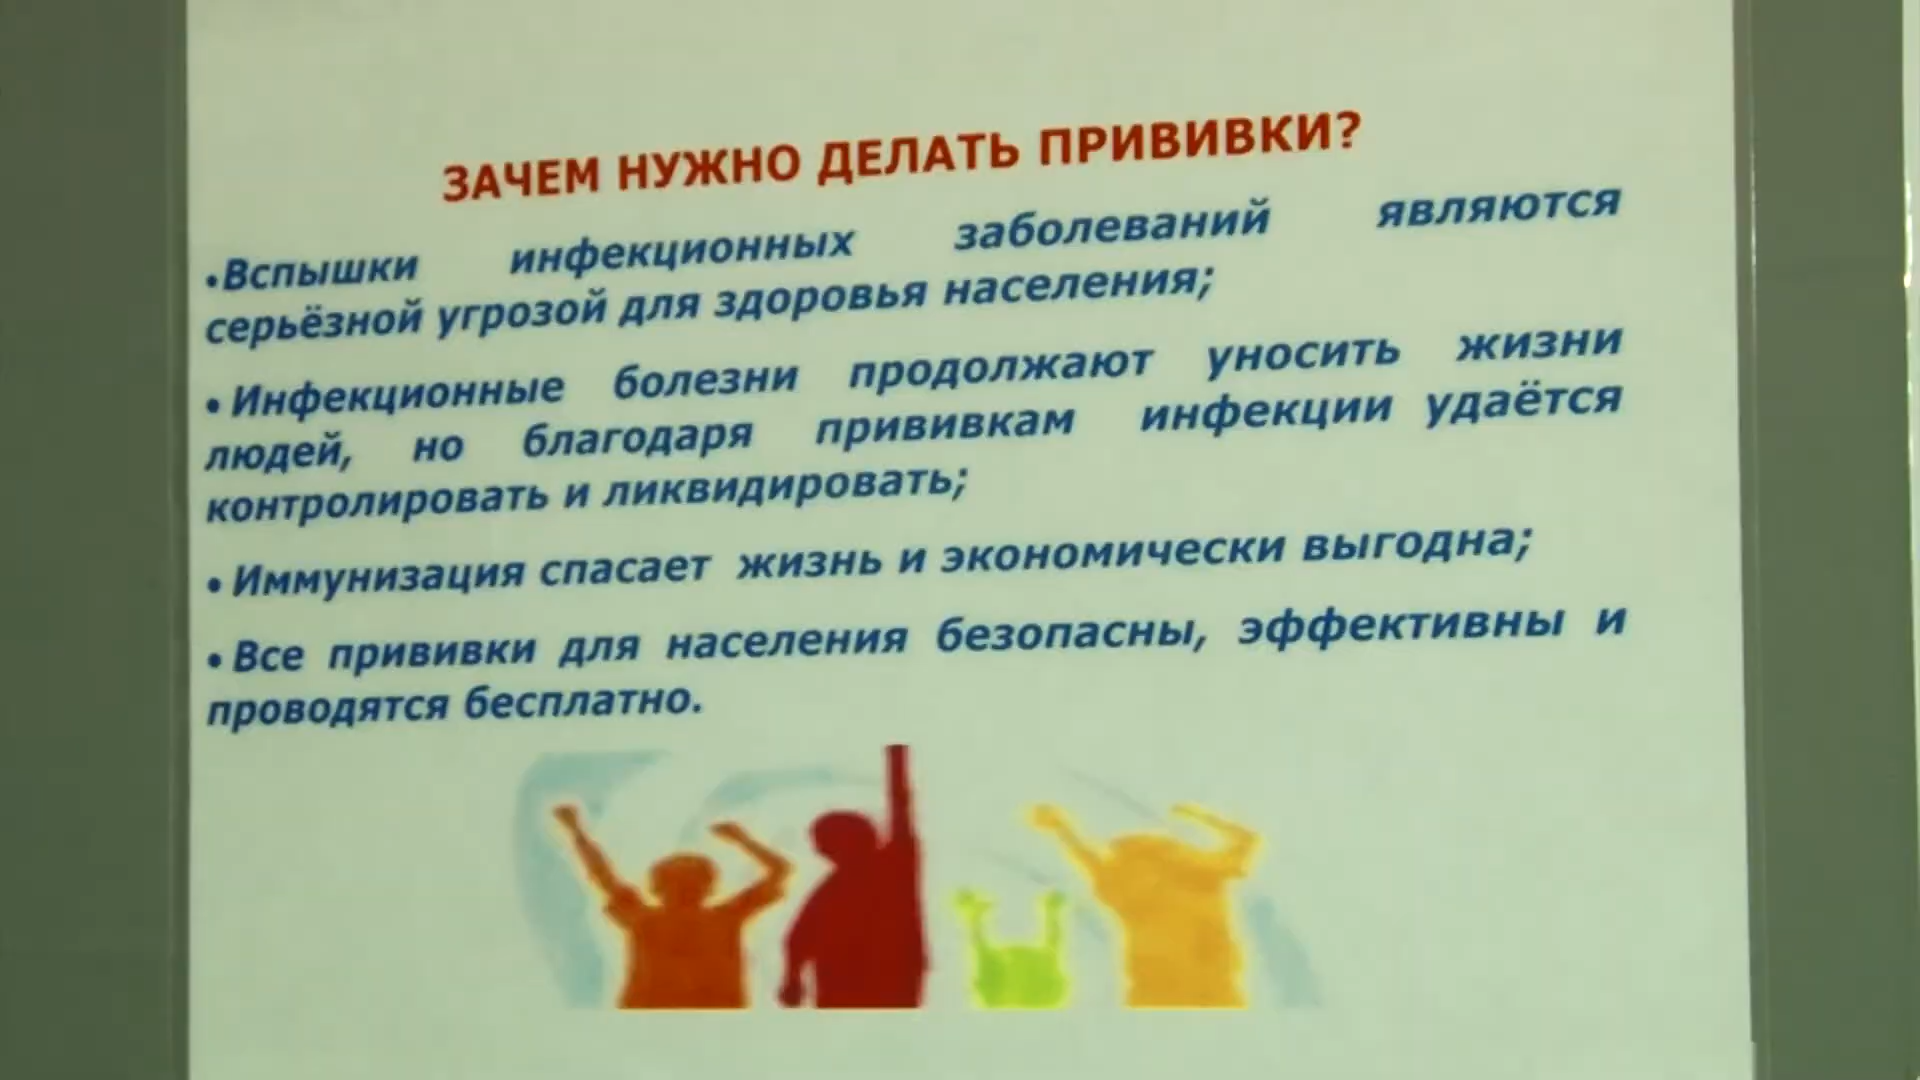 ЗАЧЕМ НУЖНО ДЕЛАТЬ ПРИВИВКИ?
•Вспышки инфекционных заболеваний являются
серьёзной угрозой для здоровья населения;
• Инфекционные болезни продолжают уносить жизни
людей, но благодаря прививкам инфекции удаётся
контролировать и ликвидировать;
• Иммунизация спасает жизнь и экономически выгодна;
• Все прививки для населения безопасны, эффективны и
проводятся бесплатно.